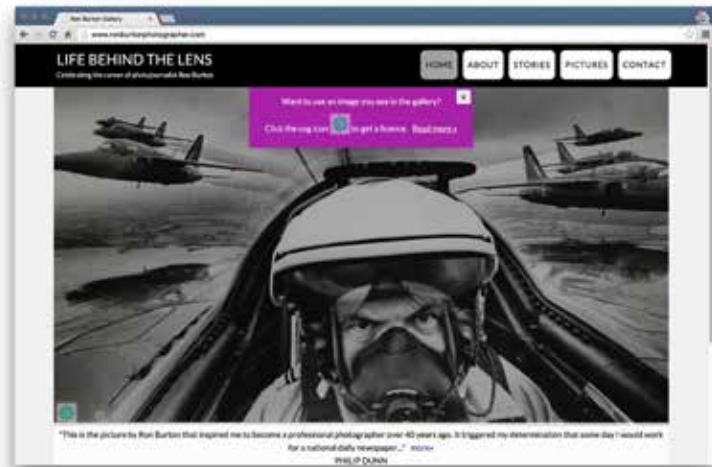 Ron Burton Gallery
www.ronburtonphotographer.com
LIFE BEHIND THE LENS
Celebrating the career of photojournalist Ron Burton
HOME ABOUT STORIES PICTURES CONTACT
Want to use an image you see in the gallery?
x
Click the cog icon to get a licence. Read more »
"This is the picture by Ron Burton that inspired me to become a professional photographer over 40 years ago. It triggered my determination that some day I would work
for a national daily newspaper..." more»
PHILIP DUNN